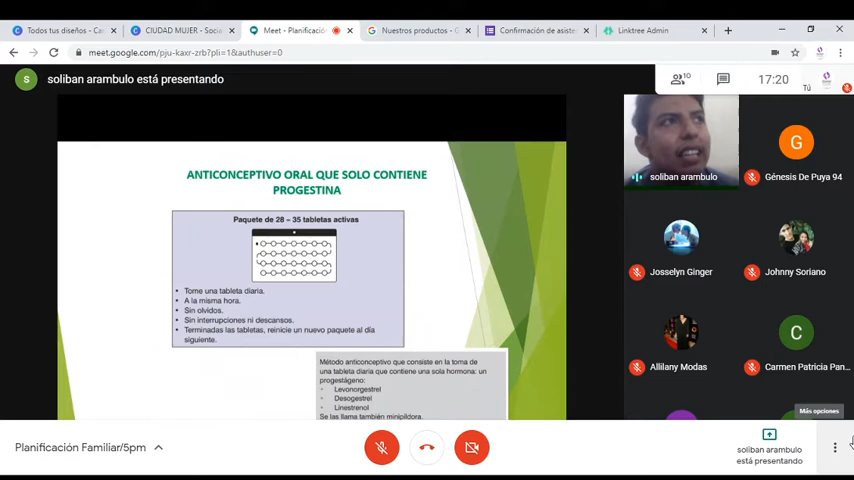 Todos tus diseños - Ca
CIUDAD MUJER - Socia
Meet - Planificació
Nuestros productos - G
Confirmación de asiste
Linktree Admin
meet.google.com/pju-kaxr-zrb?pli=1&authuser=0
S
soliban arambulo está presentando
10
17:20
Tú
ANTICONCEPTIVO ORAL QUE SOLO CONTIENE
PROGESTINA
Paquete de 28 – 35 tabletas activas
• Tome una tableta diaria.
• A la misma hora.
• Sin olvidos.
• Sin interrupciones ni descansos.
• Terminadas las tabletas, reinicie un nuevo paquete al día
siguiente.
Método anticonceptivo que consiste en la toma de
una tableta diaria que contiene una sola hormona: un
progestágeno:
• Levonorgestrel
• Desogestrel
• Linestrenol
Se las llama también minipíldora.
soliban arambulo
G
Génesis De Puya 94
Josselyn Ginger
Johnny Soriano
Allilany Modas
C
Carmen Patricia Pan...
Más opciones
Planificación Familiar/5pm
soliban arambulo
está presentando